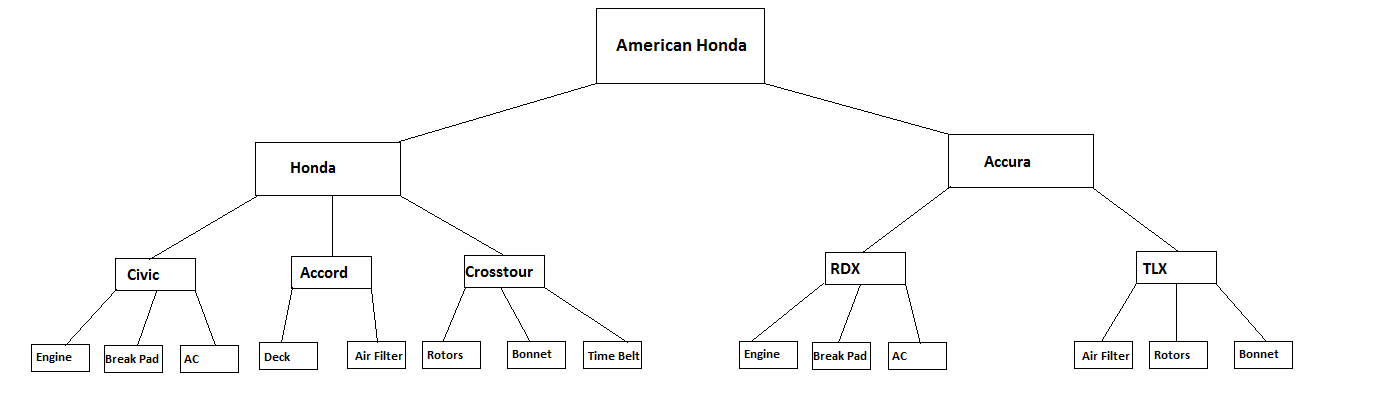 American Honda
Honda
Accura
Civic
Accord
Crosstour
RDX
TLX
Engine
Break Pad
AC
Deck
Air Filter
Rotors
Bonnet
Time Belt
Engine
Break Pad
AC
Air Filter
Rotors
Bonnet